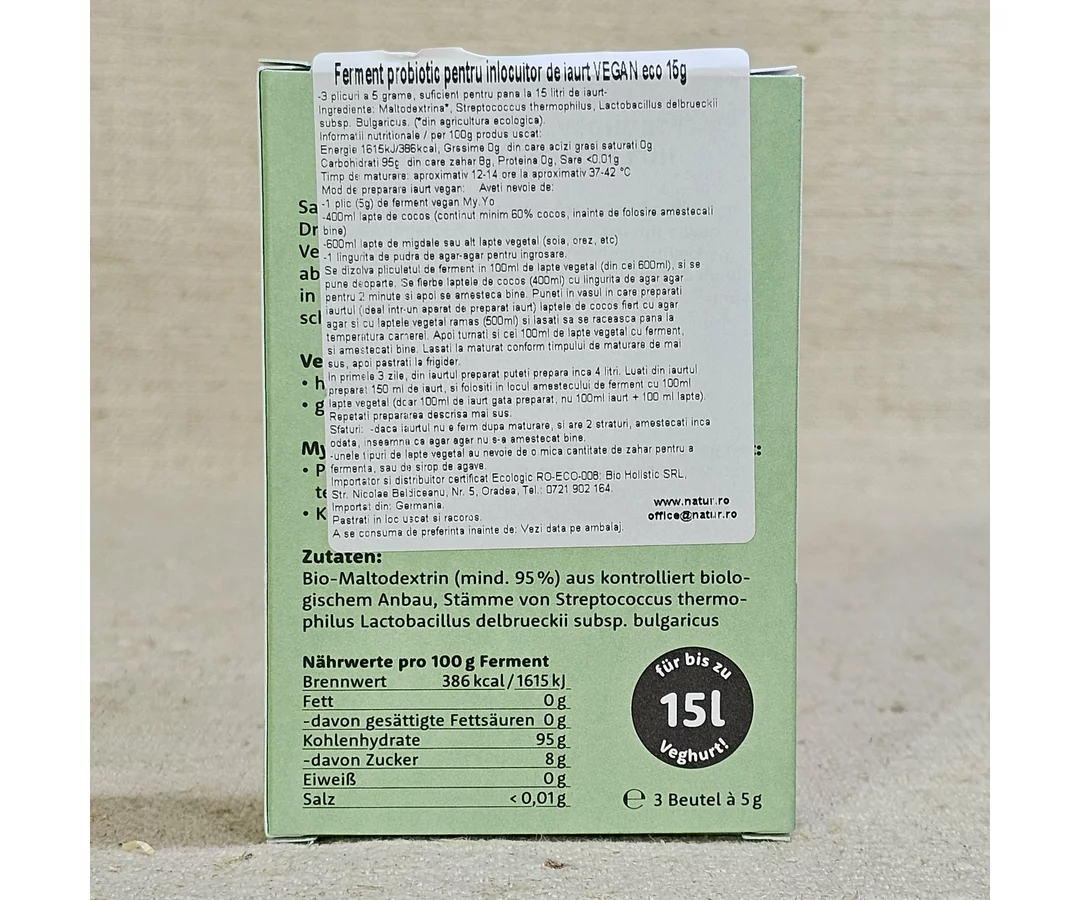 Ferment probiotic pentru inlocuitor de iaurt VEGAN eco 15g
-3 plicuri a 5 grame, suficient pentru pana la 15 litri de iaurt-
Ingrediente: Maltodextrina*, Streptococcus thermophilus, Lactobacillus delbrueckii
subsp. Bulgaricus. (*din agricultura ecologica).
Informatii nutritionale / per 100g produs uscat:
Energie 1615kJ/386kcal, Grasime 0g din care acizi grasi saturati 0g
Carbohidrati 95g din care zahar 8g, Proteina 0g, Sare <0.01g
Timp de maturare: aproximativ 12-14 ore la aproximativ 37-42 °C
Mod de preparare iaurt vegan: Aveti nevoie de:
-1 plic (5g) de ferment vegan My.Yo
-400ml lapte de cocos (continut minim 60% cocos, inainte de folosire amestecati
bine)
-600ml lapte de migdale sau alt lapte vegetal (soia, orez, etc)
-1 lingurita de pudra de agar-agar pentru ingrosare.
Se dizolva pliculetul de ferment in 100ml de lapte vegetal (din cei 600ml), si se
pune deoparte. Se fierbe laptele de cocos (400ml) cu lingurita de agar agar
pentru 2 minute si apoi se amesteca bine. Puneti in vasul in care preparati
iaurtul (ideal intr-un aparat de preparat iaurt) laptele de cocos fiert cu agar
agar si cu laptele vegetal ramas (500ml) si lasati sa se raceasca pana la
temperatura camerei. Apoi turnati si cei 100ml de lapte vegetal cu ferment,
si amestecati bine. Lasati la maturat conform timpului de maturare de mai
sus, apoi pastrati la frigider.
In primele 3 zile, din iaurtul preparat puteti prepara inca 4 litri. Luati din iaurtul
preparat 150 ml de iaurt, si folositi in locul amestecului de ferment cu 100ml
lapte vegetal (doar 100ml de iaurt gata preparat, nu 100ml iaurt + 100 ml lapte).
Repetati prepararea descrisa mai sus.
Sfaturi: -daca iaurtul nu e ferm dupa maturare, si are 2 straturi, amestecati inca
odata, inseamna ca agar agar nu s-a amestecat bine.
-unele tipuri de lapte vegetal au nevoie de o mica cantitate de zahar pentru a
fermenta, sau de sirop de agave.
Importator si distribuitor certificat Ecologic RO-ECO-008: Bio Holistic SRL,
Str. Nicolae Beldiceanu, Nr. 5, Oradea, Tel.: 0721 902 164.
Importat din: Germania.
Pastrati in loc uscat si racoros.
A se consuma de preferinta inainte de: Vezi data pe ambalaj.
www.natur.ro
office@natur.ro
Sa
Dr
Ve
ab
in
sch
Ve
• h
• g
My
• P
te
• K
Zutaten:
Bio-Maltodextrin (mind. 95%) aus kontrolliert biolo-
gischem Anbau, Stämme von Streptococcus thermo-
philus Lactobacillus delbrueckii subsp. bulgaricus
Nährwerte pro 100 g Ferment
Brennwert 386 kcal / 1615 kJ
Fett 0 g
-davon gesättigte Fettsäuren 0 g
Kohlenhydrate 95 g
-davon Zucker 8 g
Eiweiß 0 g
Salz < 0,01 g
für bis zu
15l
Veghurt!
℮ 3 Beutel à 5 g